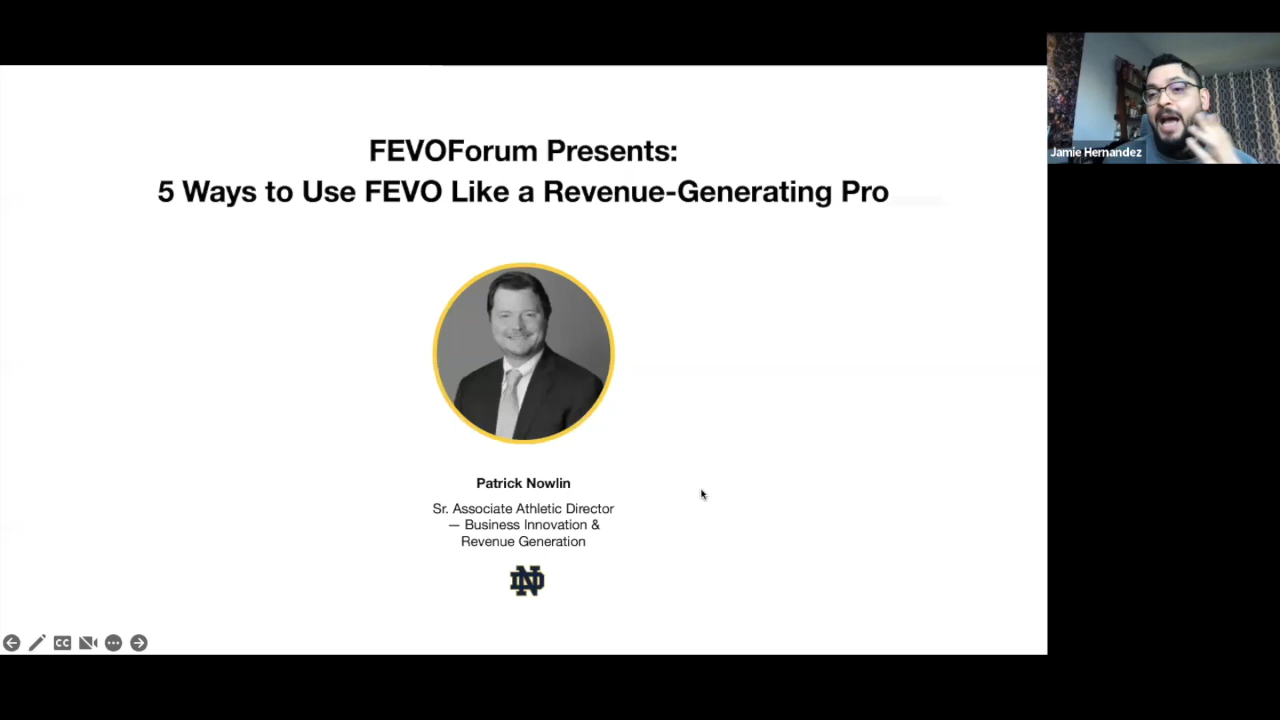 FEVOForum Presents:
5 Ways to Use FEVO Like a Revenue-Generating Pro
Jamie Hernandez
Patrick Nowlin
Sr. Associate Athletic Director
— Business Innovation &
Revenue Generation
ND
CC